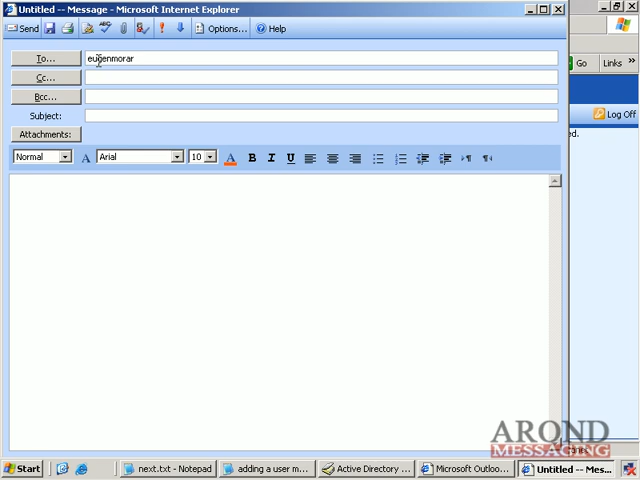 Untitled -- Message - Microsoft Internet Explorer
Send Options... Help
To... eugenmorar
Cc...
Bcc...
Subject:
Attachments:
Normal A Arial 10 A B I U
Go Links »
Log Off
ed.
AROND
MESSAGING
Start next.txt - Notepad adding a user m... Active Directory ... Microsoft Outloo... Untitled -- Mes...